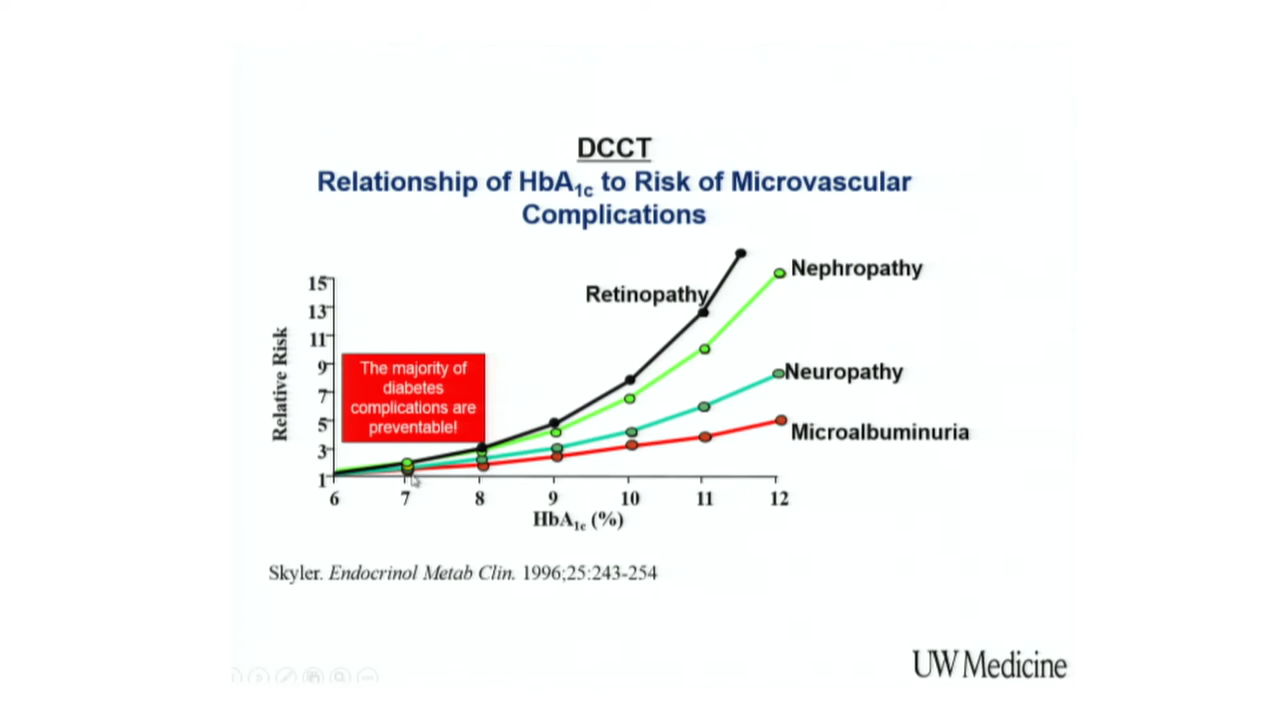 DCCT
Relationship of HbA1c to Risk of Microvascular
Complications
15
13
11
9
7
5
3
1
Relative Risk
The majority of
diabetes
complications are
preventable!
Retinopathy
Nephropathy
Neuropathy
Microalbuminuria
6 7 8 9 10 11 12
HbA1c (%)
Skyler. Endocrinol Metab Clin. 1996;25:243-254
UW Medicine